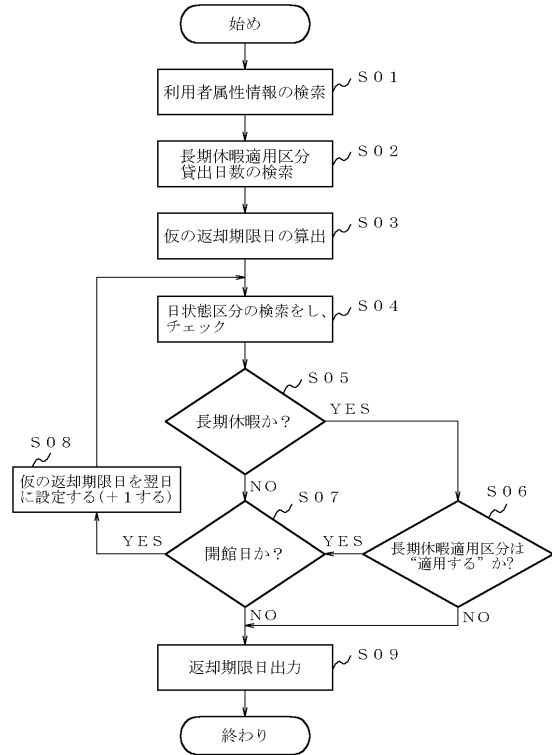 始め
S01
利用者属性情報の検索
S02
長期休暇適用区分
貸出日数の検索
S03
仮の返却期限日の算出
S04
日状態区分の検索をし、
チェック
S05
長期休暇か?
YES
NO
S08
仮の返却期限日を翌日
に設定する(+1する)
S07
開館日か?
YES
NO
S06
長期休暇適用区分は
“適用する”か?
YES
NO
S09
返却期限日出力
終わり